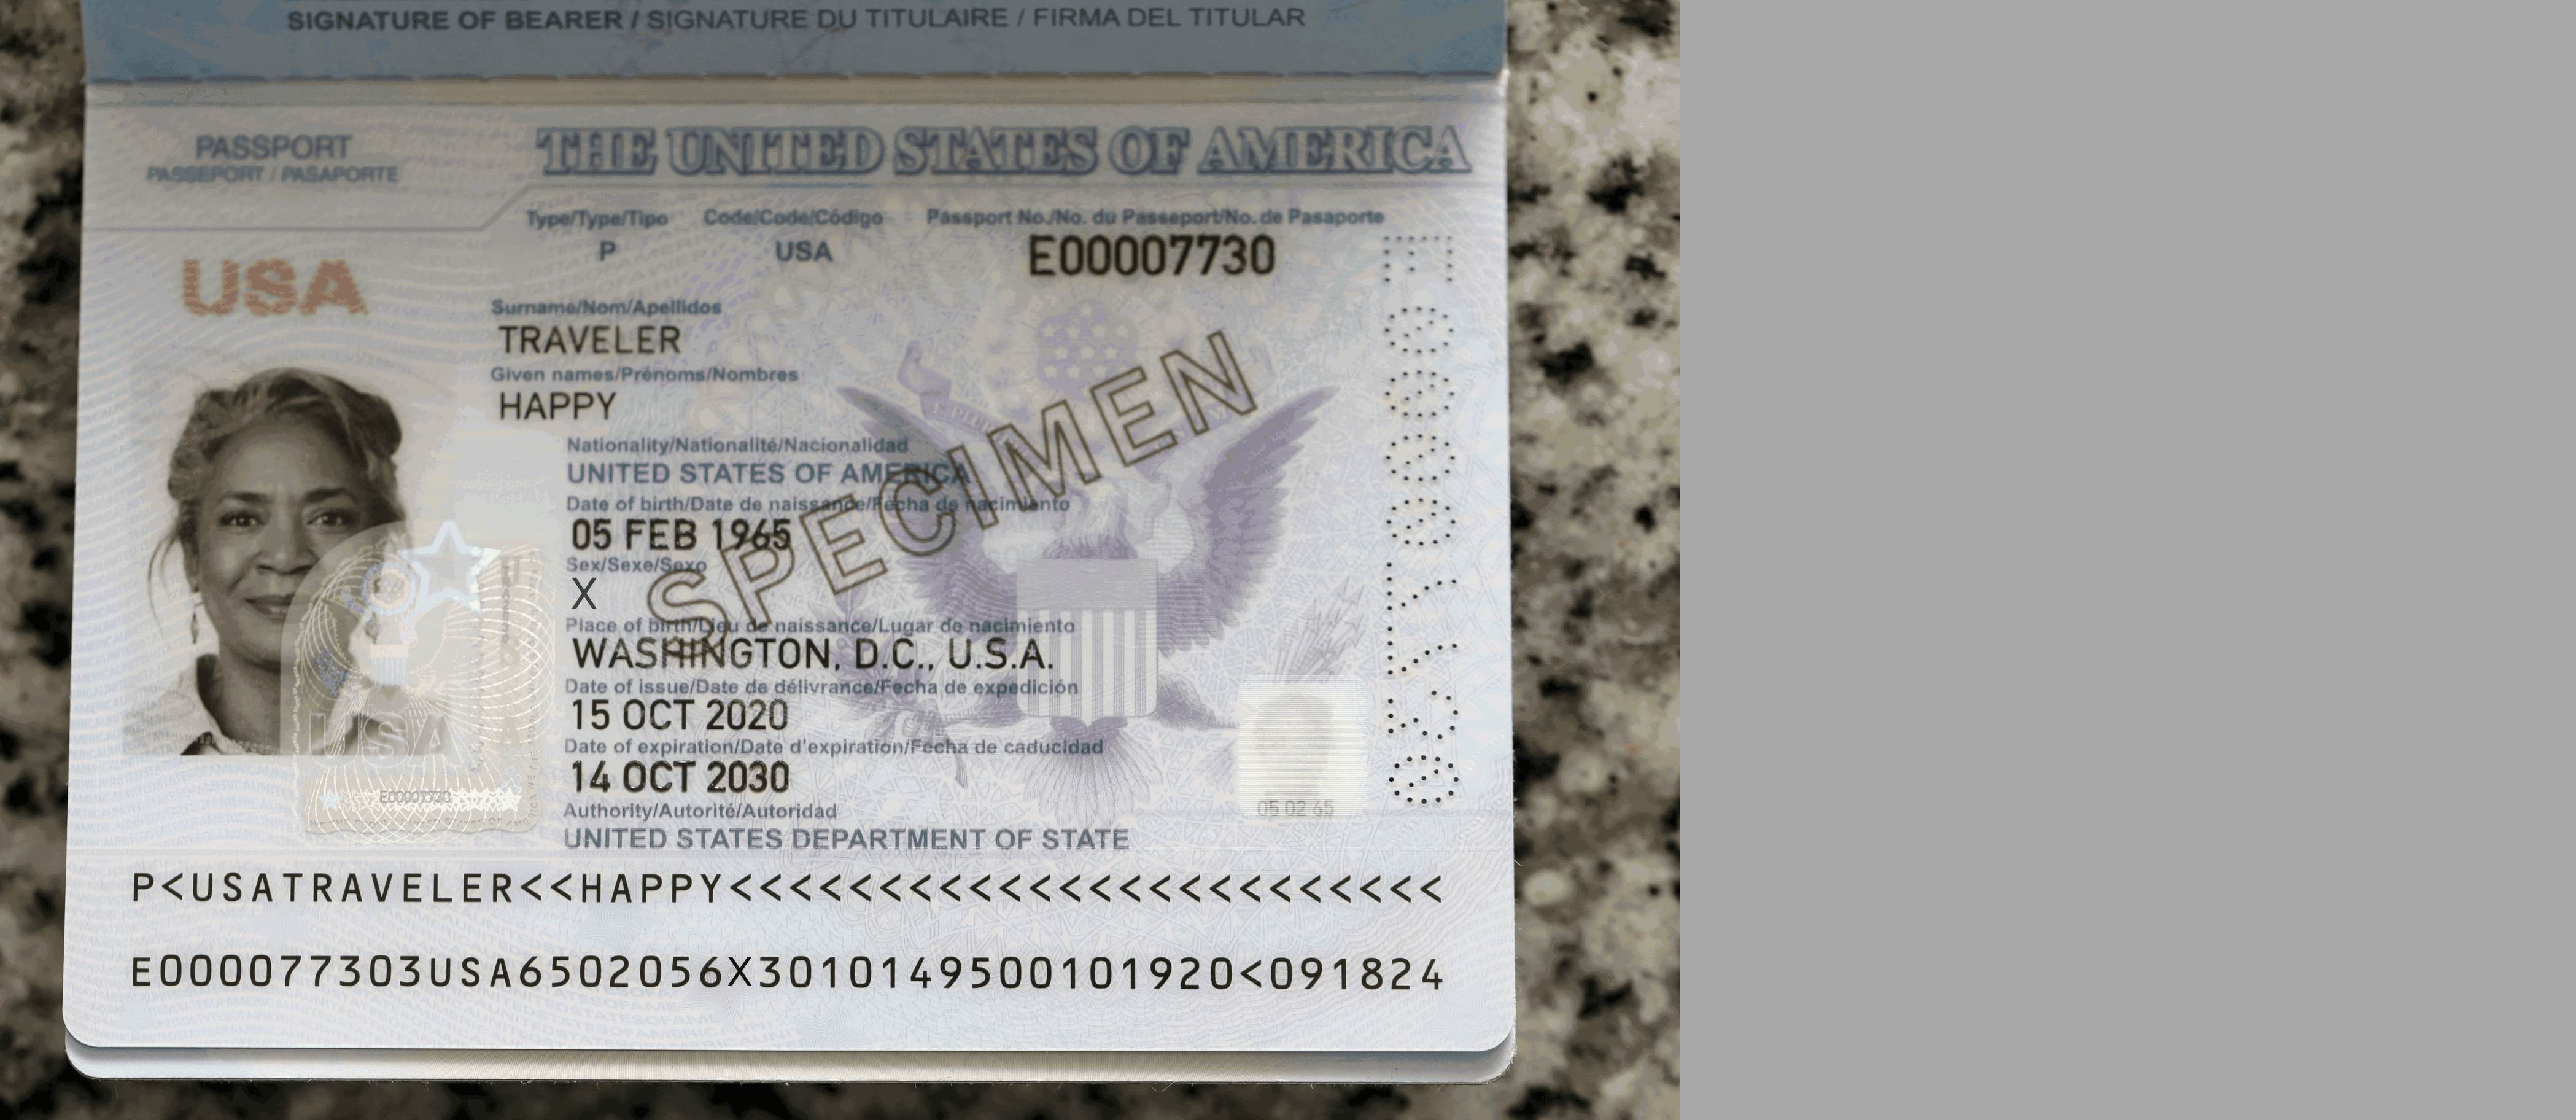 SIGNATURE OF BEARER / SIGNATURE DU TITULAIRE / FIRMA DEL TITULAR
PASSPORT
PASSEPORT / PASAPORTE
THE UNITED STATES OF AMERICA
Type/Type/Tipo Code/Code/Código Passport No./No. du Passeport/No. de Pasaporte
P USA E00007730
USA
Surname/Nom/Apellidos
TRAVELER
Given names/Prénoms/Nombres
HAPPY
Nationality/Nationalité/Nacionalidad
UNITED STATES OF AMERICA
Date of birth/Date de naissance/Fecha de nacimiento
05 FEB 1965
Sex/Sexe/Sexo
X
Place of birth/Lieu de naissance/Lugar de nacimiento
WASHINGTON, D.C., U.S.A.
Date of issue/Date de délivrance/Fecha de expedición
15 OCT 2020
Date of expiration/Date d'expiration/Fecha de caducidad
14 OCT 2030
Authority/Autorité/Autoridad
UNITED STATES DEPARTMENT OF STATE
SPECIMEN
USA
E00007730
05 02 65
E00007730
P<USATRAVELER<<HAPPY<<<<<<<<<<<<<<<<<<<<<<<<
E000077303USA6502056X3010149500101920<091824